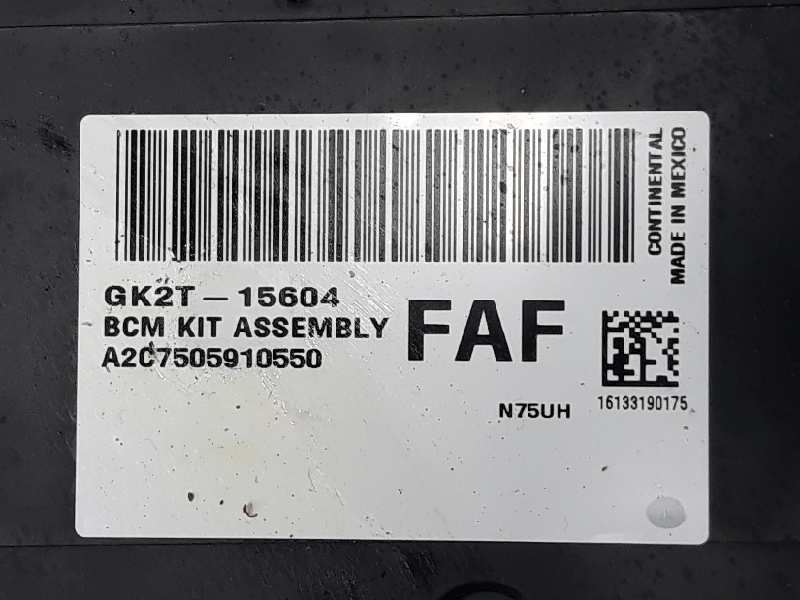 GK2T-15604
BCM KIT ASSEMBLY
A2C7505910550
FAF
N75UH
16133190175
CONTINENTAL
MADE IN MEXICO